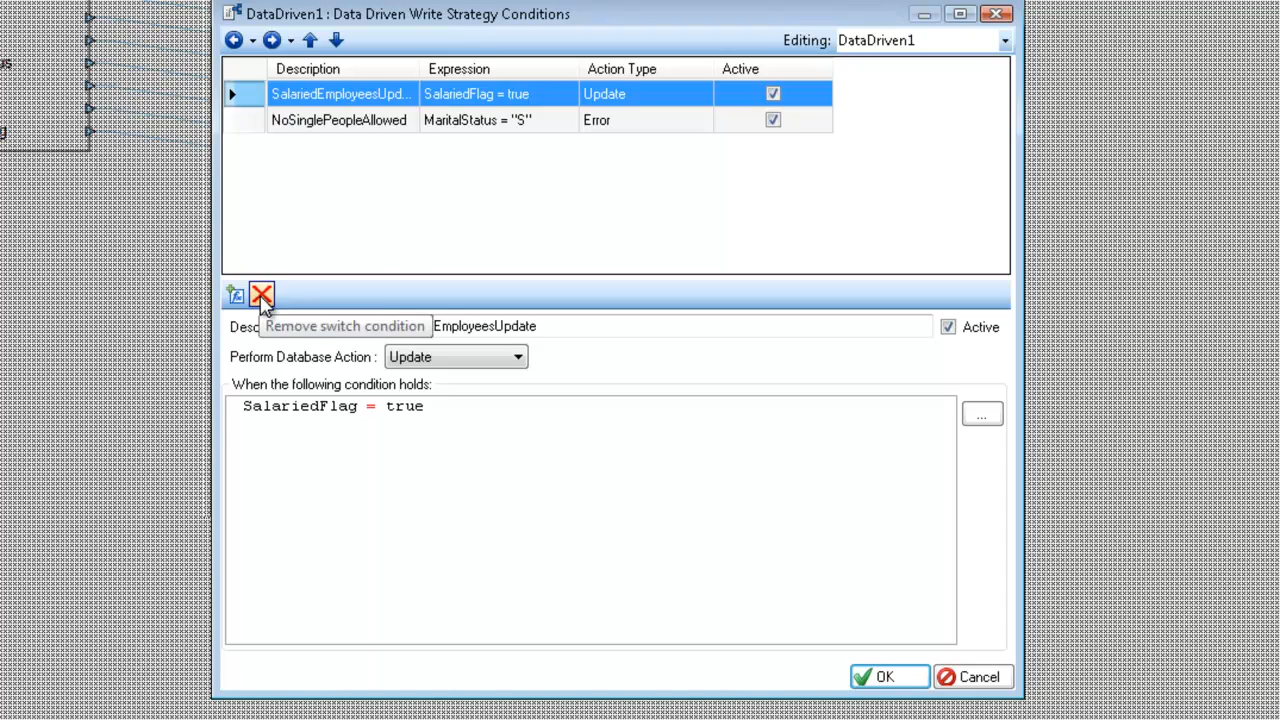 DataDriven1 : Data Driven Write Strategy Conditions
Editing: DataDriven1
us
g
Description Expression Action Type Active
SalariedEmployeesUpd... SalariedFlag = true Update
NoSinglePeopleAllowed MaritalStatus = "S" Error
Desc EmployeesUpdate Active
Remove switch condition
Perform Database Action : Update
When the following condition holds:
SalariedFlag = true
...
OK Cancel